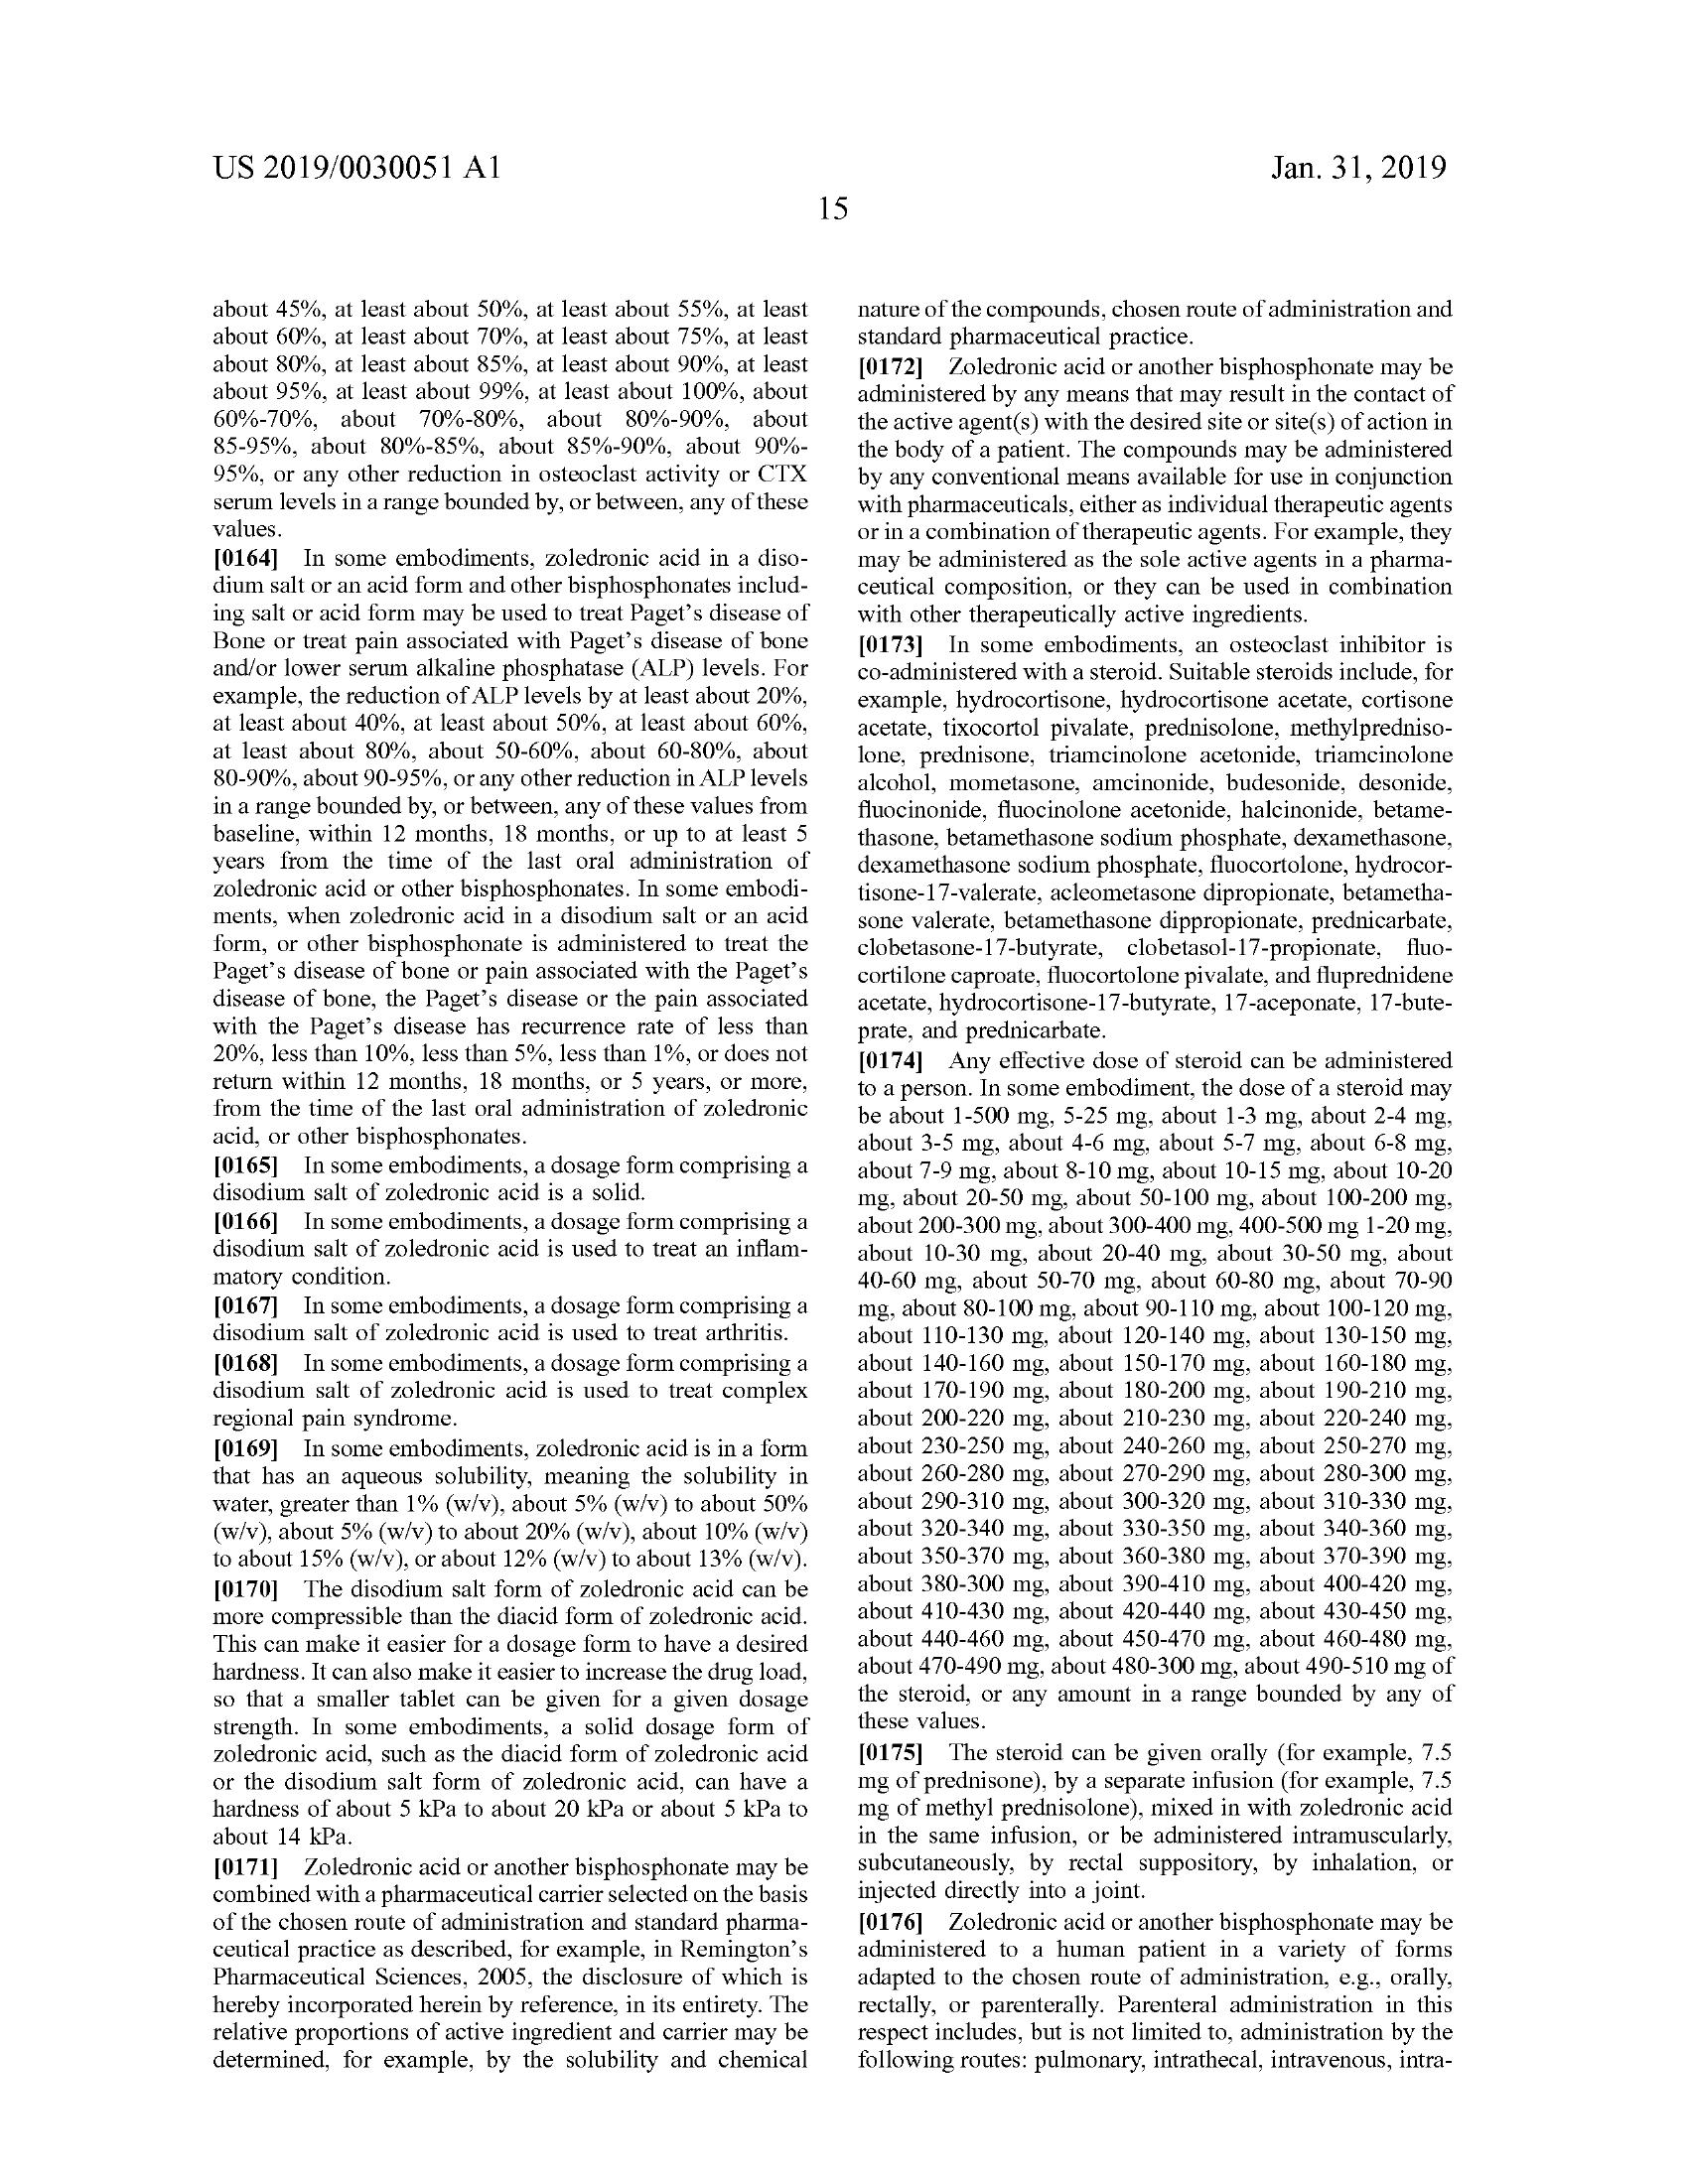 US 2019/0030051 A1
Jan. 31, 2019
15
about 45%, at least about 50%, at least about 55%, at least
about 60%, at least about 70%, at least about 75%, at least
about 80%, at least about 85%, at least about 90%, at least
about 95%, at least about 99%, at least about 100%, about
60%-70%, about 70%-80%, about 80%-90%, about
85-95%, about 80%-85%, about 85%-90%, about 90%-
95%, or any other reduction in osteoclast activity or CTX
serum levels in a range bounded by, or between, any of these
values.
[0164] In some embodiments, zoledronic acid in a diso-
dium salt or an acid form and other bisphosphonates includ-
ing salt or acid form may be used to treat Paget's disease of
Bone or treat pain associated with Paget's disease of bone
and/or lower serum alkaline phosphatase (ALP) levels. For
example, the reduction of ALP levels by at least about 20%,
at least about 40%, at least about 50%, at least about 60%,
at least about 80%, about 50-60%, about 60-80%, about
80-90%, about 90-95%, or any other reduction in ALP levels
in a range bounded by, or between, any of these values from
baseline, within 12 months, 18 months, or up to at least 5
years from the time of the last oral administration of
zoledronic acid or other bisphosphonates. In some embodi-
ments, when zoledronic acid in a disodium salt or an acid
form, or other bisphosphonate is administered to treat the
Paget's disease of bone or pain associated with the Paget's
disease of bone, the Paget's disease or the pain associated
with the Paget's disease has recurrence rate of less than
20%, less than 10%, less than 5%, less than 1%, or does not
return within 12 months, 18 months, or 5 years, or more,
from the time of the last oral administration of zoledronic
acid, or other bisphosphonates.
[0165] In some embodiments, a dosage form comprising a
disodium salt of zoledronic acid is a solid.
[0166] In some embodiments, a dosage form comprising a
disodium salt of zoledronic acid is used to treat an inflam-
matory condition.
[0167] In some embodiments, a dosage form comprising a
disodium salt of zoledronic acid is used to treat arthritis.
[0168] In some embodiments, a dosage form comprising a
disodium salt of zoledronic acid is used to treat complex
regional pain syndrome.
[0169] In some embodiments, zoledronic acid is in a form
that has an aqueous solubility, meaning the solubility in
water, greater than 1% (w/v), about 5% (w/v) to about 50%
(w/v), about 5% (w/v) to about 20% (w/v), about 10% (w/v)
to about 15% (w/v), or about 12% (w/v) to about 13% (w/v).
[0170] The disodium salt form of zoledronic acid can be
more compressible than the diacid form of zoledronic acid.
This can make it easier for a dosage form to have a desired
hardness. It can also make it easier to increase the drug load,
so that a smaller tablet can be given for a given dosage
strength. In some embodiments, a solid dosage form of
zoledronic acid, such as the diacid form of zoledronic acid
or the disodium salt form of zoledronic acid, can have a
hardness of about 5 kPa to about 20 kPa or about 5 kPa to
about 14 kPa.
[0171] Zoledronic acid or another bisphosphonate may be
combined with a pharmaceutical carrier selected on the basis
of the chosen route of administration and standard pharma-
ceutical practice as described, for example, in Remington's
Pharmaceutical Sciences, 2005, the disclosure of which is
hereby incorporated herein by reference, in its entirety. The
relative proportions of active ingredient and carrier may be
determined, for example, by the solubility and chemical
nature of the compounds, chosen route of administration and
standard pharmaceutical practice.
[0172] Zoledronic acid or another bisphosphonate may be
administered by any means that may result in the contact of
the active agent(s) with the desired site or site(s) of action in
the body of a patient. The compounds may be administered
by any conventional means available for use in conjunction
with pharmaceuticals, either as individual therapeutic agents
or in a combination of therapeutic agents. For example, they
may be administered as the sole active agents in a pharma-
ceutical composition, or they can be used in combination
with other therapeutically active ingredients.
[0173] In some embodiments, an osteoclast inhibitor is
co-administered with a steroid. Suitable steroids include, for
example, hydrocortisone, hydrocortisone acetate, cortisone
acetate, tixocortol pivalate, prednisolone, methylpredniso-
lone, prednisone, triamcinolone acetonide, triamcinolone
alcohol, mometasone, amcinonide, budesonide, desonide,
fluocinonide, fluocinolone acetonide, halcinonide, betame-
thasone, betamethasone sodium phosphate, dexamethasone,
dexamethasone sodium phosphate, fluocortolone, hydrocor-
tisone-17-valerate, acleometasone dipropionate, betametha-
sone valerate, betamethasone dippropionate, prednicarbate,
clobetasone-17-butyrate, clobetasol-17-propionate, fluo-
cortilone caproate, fluocortolone pivalate, and fluprednidene
acetate, hydrocortisone-17-butyrate, 17-aceponate, 17-bute-
prate, and prednicarbate.
[0174] Any effective dose of steroid can be administered
to a person. In some embodiment, the dose of a steroid may
be about 1-500 mg, 5-25 mg, about 1-3 mg, about 2-4 mg,
about 3-5 mg, about 4-6 mg, about 5-7 mg, about 6-8 mg,
about 7-9 mg, about 8-10 mg, about 10-15 mg, about 10-20
mg, about 20-50 mg, about 50-100 mg, about 100-200 mg,
about 200-300 mg, about 300-400 mg, 400-500 mg 1-20 mg,
about 10-30 mg, about 20-40 mg, about 30-50 mg, about
40-60 mg, about 50-70 mg, about 60-80 mg, about 70-90
mg, about 80-100 mg, about 90-110 mg, about 100-120 mg,
about 110-130 mg, about 120-140 mg, about 130-150 mg,
about 140-160 mg, about 150-170 mg, about 160-180 mg,
about 170-190 mg, about 180-200 mg, about 190-210 mg,
about 200-220 mg, about 210-230 mg, about 220-240 mg,
about 230-250 mg, about 240-260 mg, about 250-270 mg,
about 260-280 mg, about 270-290 mg, about 280-300 mg,
about 290-310 mg, about 300-320 mg, about 310-330 mg,
about 320-340 mg, about 330-350 mg, about 340-360 mg,
about 350-370 mg, about 360-380 mg, about 370-390 mg,
about 380-300 mg, about 390-410 mg, about 400-420 mg,
about 410-430 mg, about 420-440 mg, about 430-450 mg,
about 440-460 mg, about 450-470 mg, about 460-480 mg,
about 470-490 mg, about 480-300 mg, about 490-510 mg of
the steroid, or any amount in a range bounded by any of
these values.
[0175] The steroid can be given orally (for example, 7.5
mg of prednisone), by a separate infusion (for example, 7.5
mg of methyl prednisolone), mixed in with zoledronic acid
in the same infusion, or be administered intramuscularly,
subcutaneously, by rectal suppository, by inhalation, or
injected directly into a joint.
[0176] Zoledronic acid or another bisphosphonate may be
administered to a human patient in a variety of forms
adapted to the chosen route of administration, e.g., orally,
rectally, or parenterally. Parenteral administration in this
respect includes, but is not limited to, administration by the
following routes: pulmonary, intrathecal, intravenous, intra-